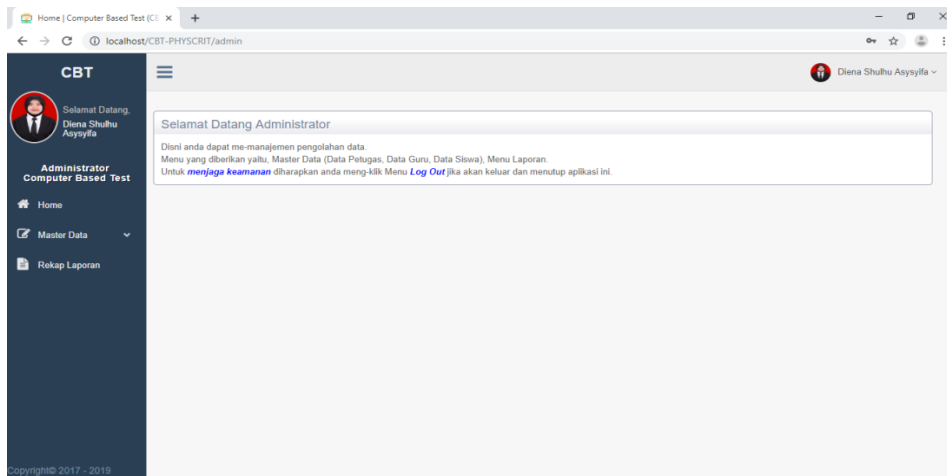 Home | Computer Based Test (CB
localhost/CBT-PHYSCRIT/admin
CBT
Diena Shulhu Asysyifa
Selamat Datang,
Diena Shulhu
Asysyifa
Administrator
Computer Based Test
Home
Master Data
Rekap Laporan
Selamat Datang Administrator
Disni anda dapat me-manajemen pengolahan data.
Menu yang diberikan yaitu, Master Data (Data Petugas, Data Guru, Data Siswa), Menu Laporan.
Untuk menjaga keamanan diharapkan anda meng-klik Menu Log Out jika akan keluar dan menutup aplikasi ini.
Copyright© 2017 - 2019